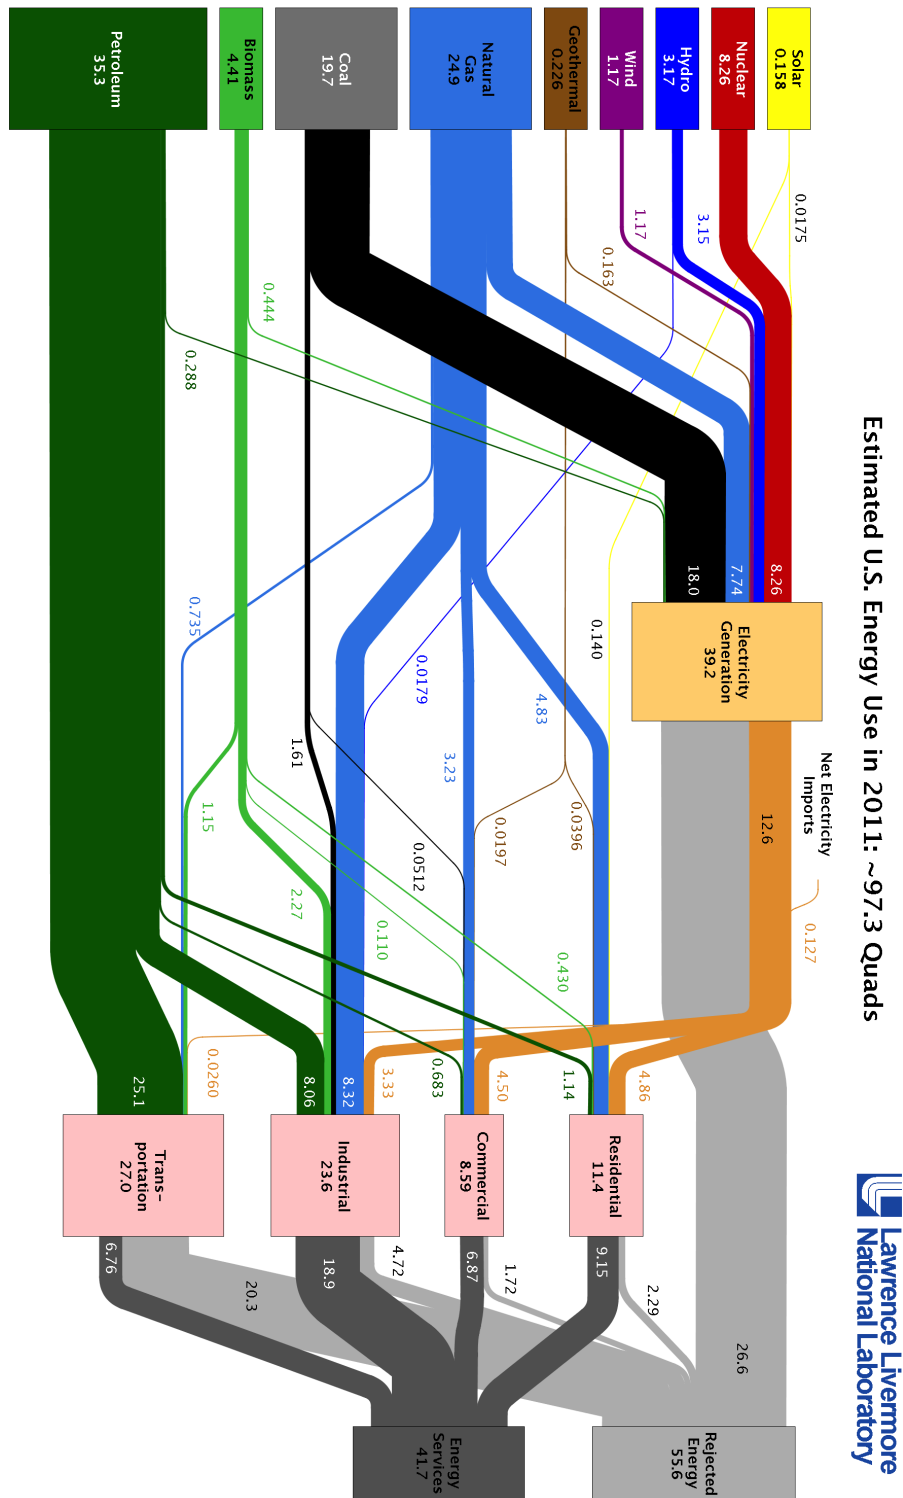 Estimated U.S. Energy Use in 2011: ~97.3 Quads
Lawrence Livermore
National Laboratory
Solar
0.158
Nuclear
8.26
Hydro
3.17
Wind
1.17
Geothermal
0.226
Natural
Gas
24.9
Coal
19.7
Biomass
4.41
Petroleum
35.3
0.0175
3.15
1.17
0.163
0.444
0.288
8.26
7.74
18.0
Electricity
Generation
39.2
Net Electricity
Imports
12.6
0.127
0.140
0.735
0.0179
4.83
3.23
1.61
1.15
0.0396
0.0197
0.0512
2.27
0.110
0.430
0.0260
25.1
8.06
8.32
3.33
0.683
4.50
1.14
4.86
Residential
11.4
Commercial
8.59
Industrial
23.6
Trans-
portation
27.0
26.6
2.29
9.15
1.72
6.87
4.72
18.9
20.3
6.76
Rejected
Energy
55.6
Energy
Services
41.7